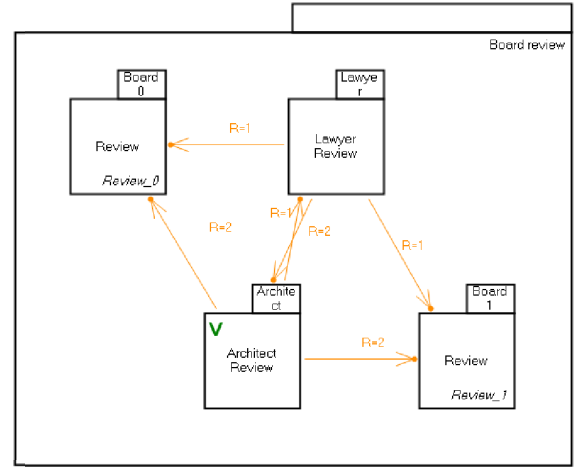 Board review
Board
0
Lawye
r
Review
Review_0
R=1
Lawyer
Review
R=2
R=1
R=2
R=1
Archite
ct
Board
1
V
Architect
Review
R=2
Review
Review_1